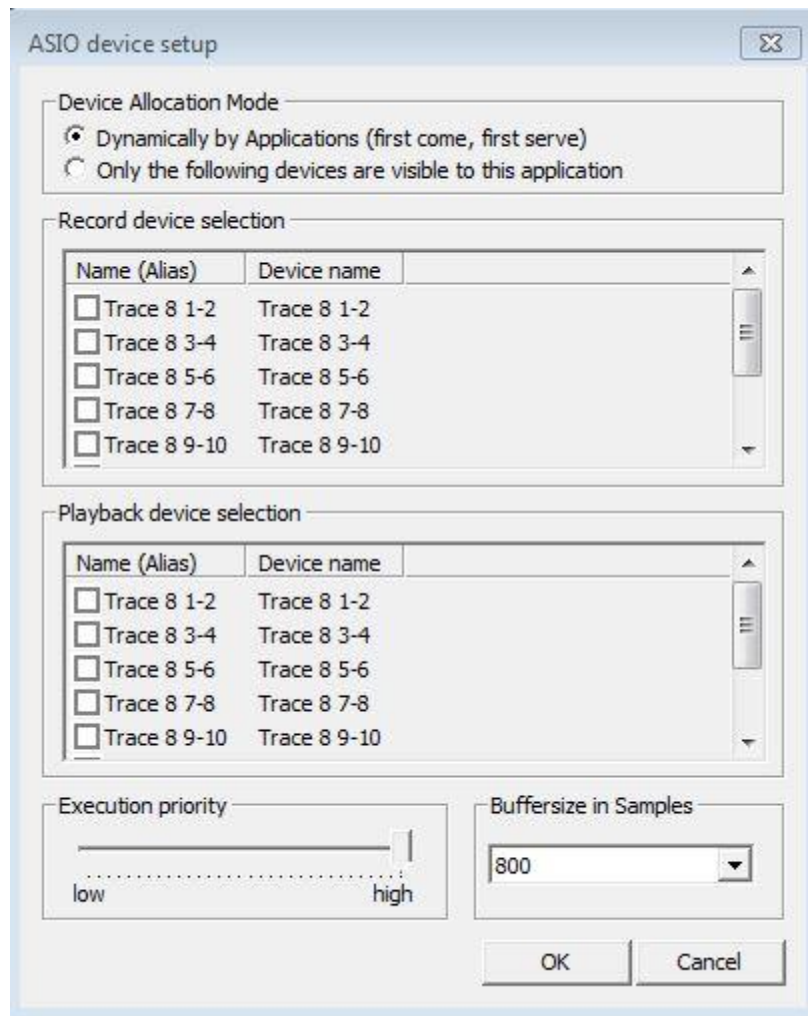 ASIO device setup
Device Allocation Mode
Dynamically by Applications (first come, first serve)
Only the following devices are visible to this application
Record device selection
Name (Alias) Device name
Trace 8 1-2 Trace 8 1-2
Trace 8 3-4 Trace 8 3-4
Trace 8 5-6 Trace 8 5-6
Trace 8 7-8 Trace 8 7-8
Trace 8 9-10 Trace 8 9-10
Playback device selection
Name (Alias) Device name
Trace 8 1-2 Trace 8 1-2
Trace 8 3-4 Trace 8 3-4
Trace 8 5-6 Trace 8 5-6
Trace 8 7-8 Trace 8 7-8
Trace 8 9-10 Trace 8 9-10
Execution priority Buffersize in Samples
800
low high
OK Cancel